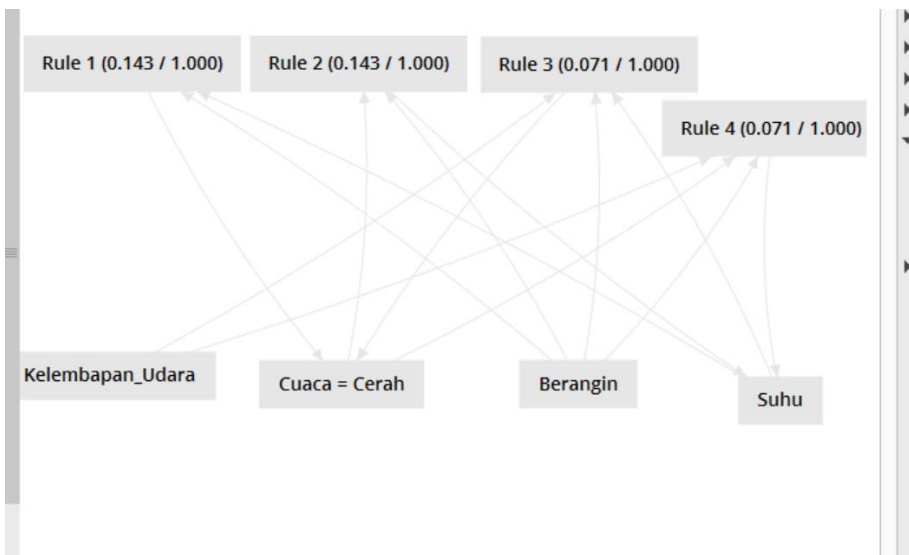 Rule 1 (0.143 / 1.000)
Rule 2 (0.143 / 1.000)
Rule 3 (0.071 / 1.000)
Rule 4 (0.071 / 1.000)
Kelembapan_Udara
Cuaca = Cerah
Berangin
Suhu